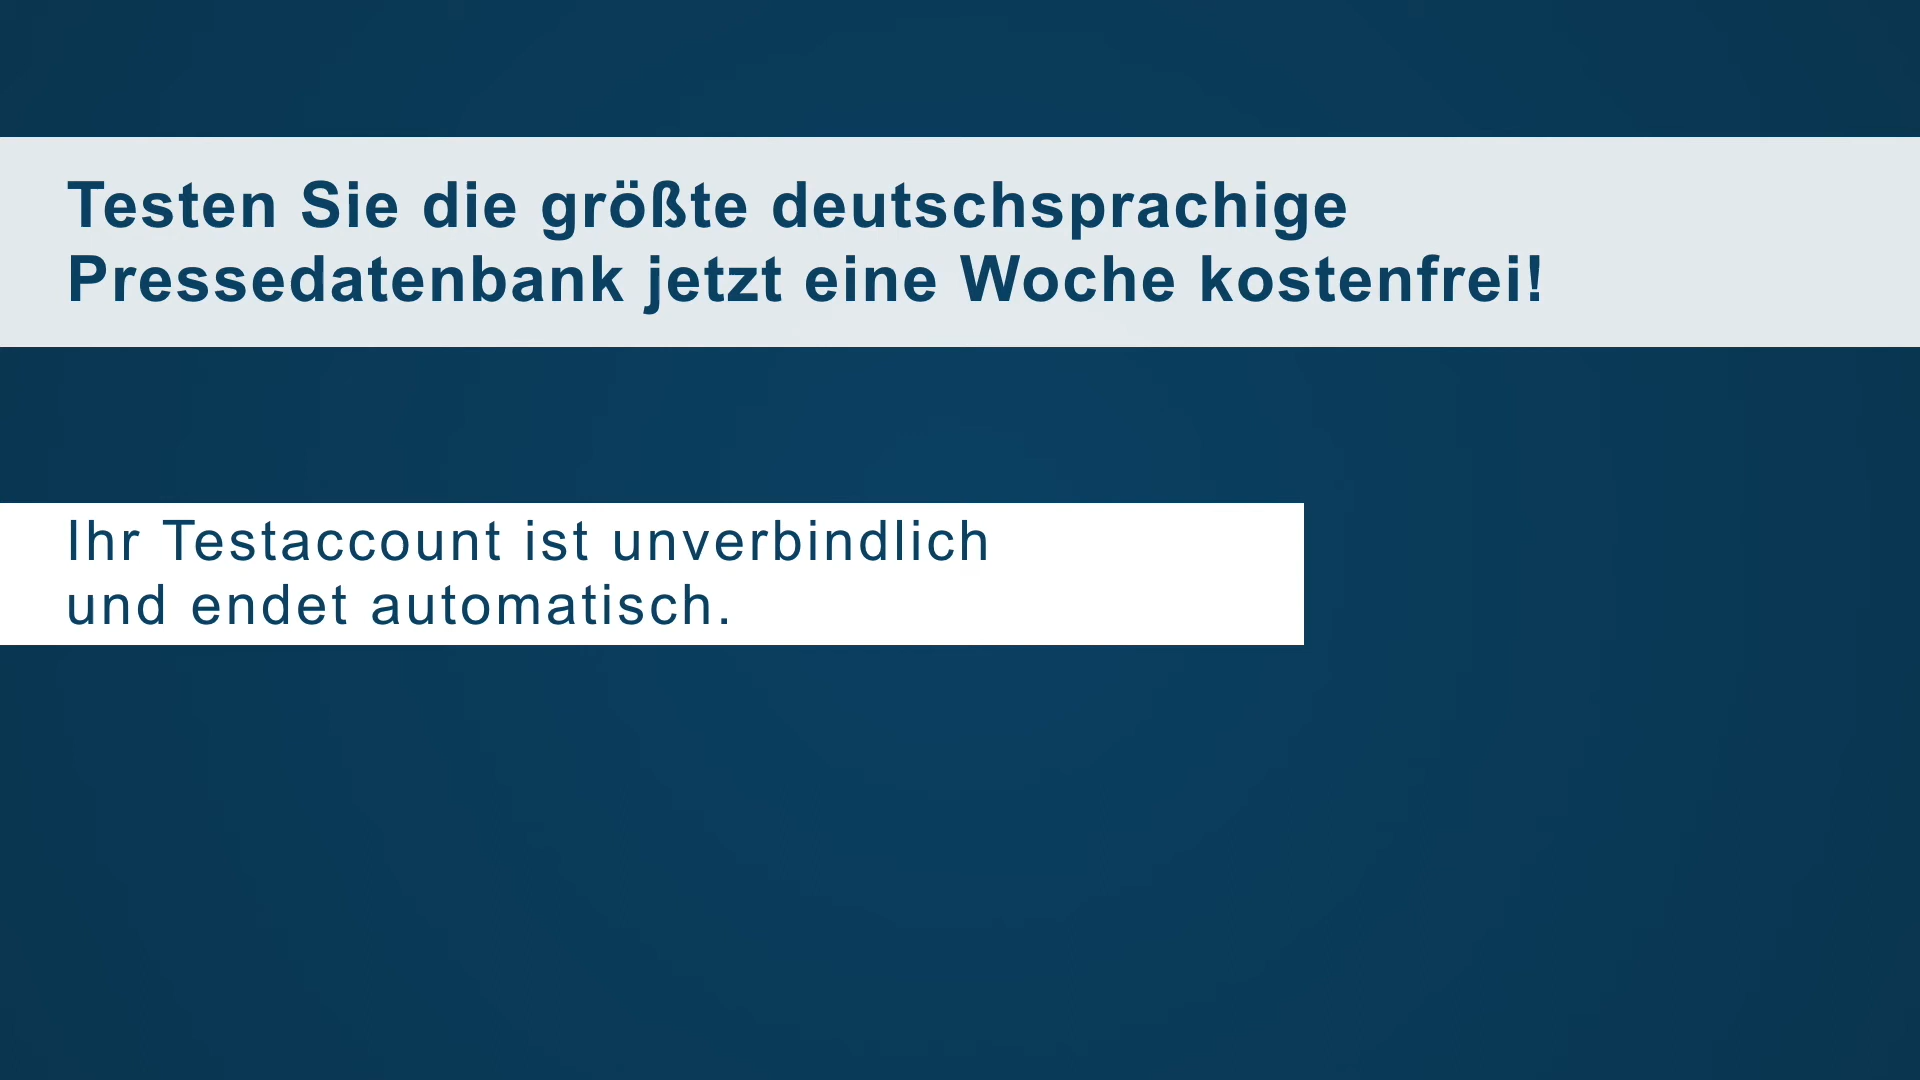 Testen Sie die größte deutschsprachige
Pressedatenbank jetzt eine Woche kostenfrei!
Ihr Testaccount ist unverbindlich
und endet automatisch.